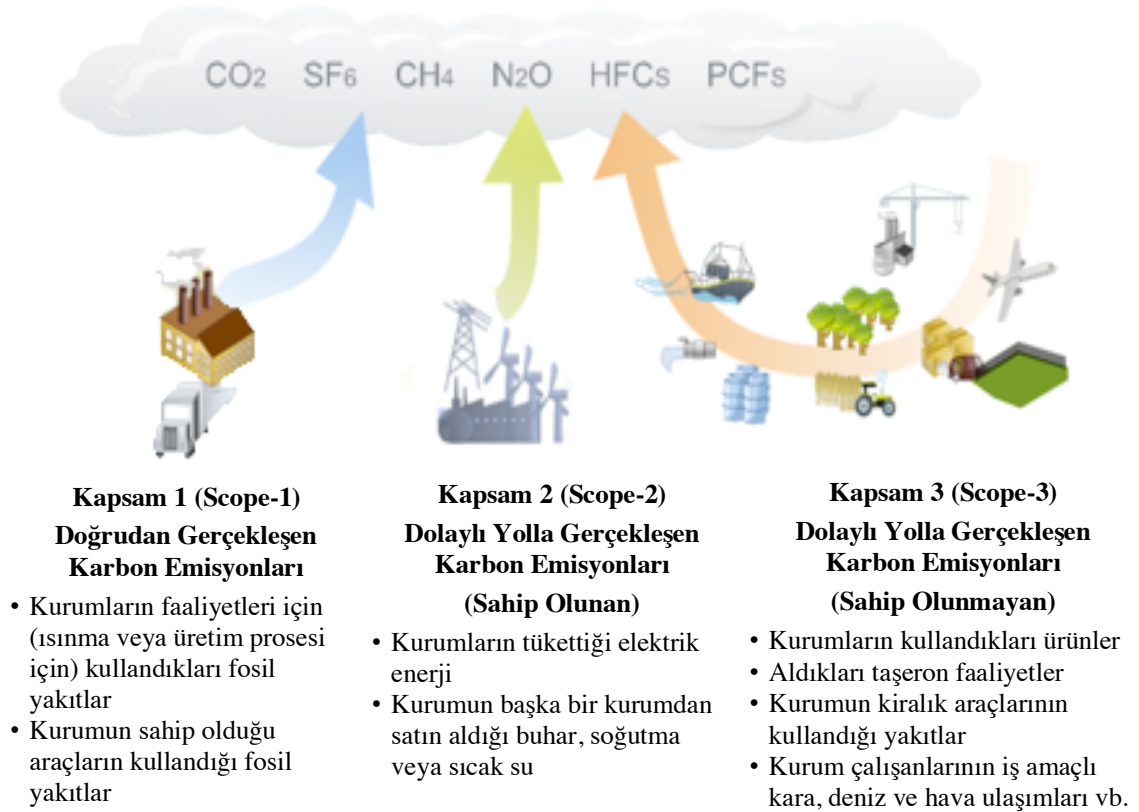 CO2 SF6 CH4 N2O HFCs PCFs
Kapsam 1 (Scope-1)
Doğrudan Gerçekleşen
Karbon Emisyonları
• Kurumların faaliyetleri için
(ısınma veya üretim prosesi
için) kullandıkları fosil
yakıtlar
• Kurumun sahip olduğu
araçların kullandığı fosil
yakıtlar
Kapsam 2 (Scope-2)
Dolaylı Yolla Gerçekleşen
Karbon Emisyonları
(Sahip Olunan)
• Kurumların tükettiği elektrik
enerji
• Kurumun başka bir kurumdan
satın aldığı buhar, soğutma
veya sıcak su
Kapsam 3 (Scope-3)
Dolaylı Yolla Gerçekleşen
Karbon Emisyonları
(Sahip Olunmayan)
• Kurumların kullandıkları ürünler
• Aldıkları taşeron faaliyetler
• Kurumun kiralık araçlarının
kullandığı yakıtlar
• Kurum çalışanlarının iş amaçlı
kara, deniz ve hava ulaşımları vb.